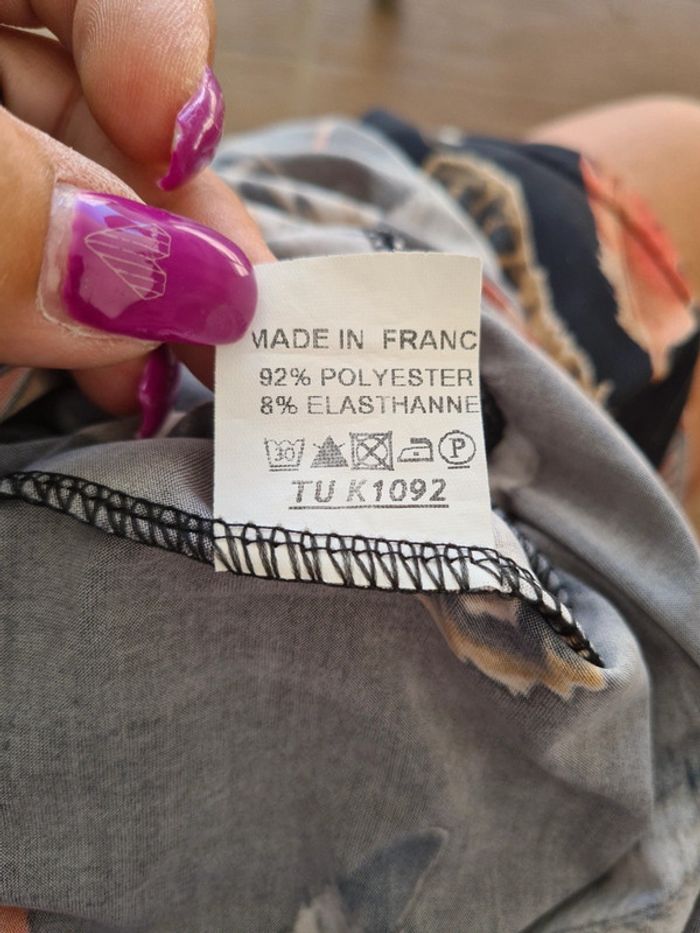 MADE IN FRANC
92% POLYESTER
8% ELASTHANNE
30 P
TU K1092